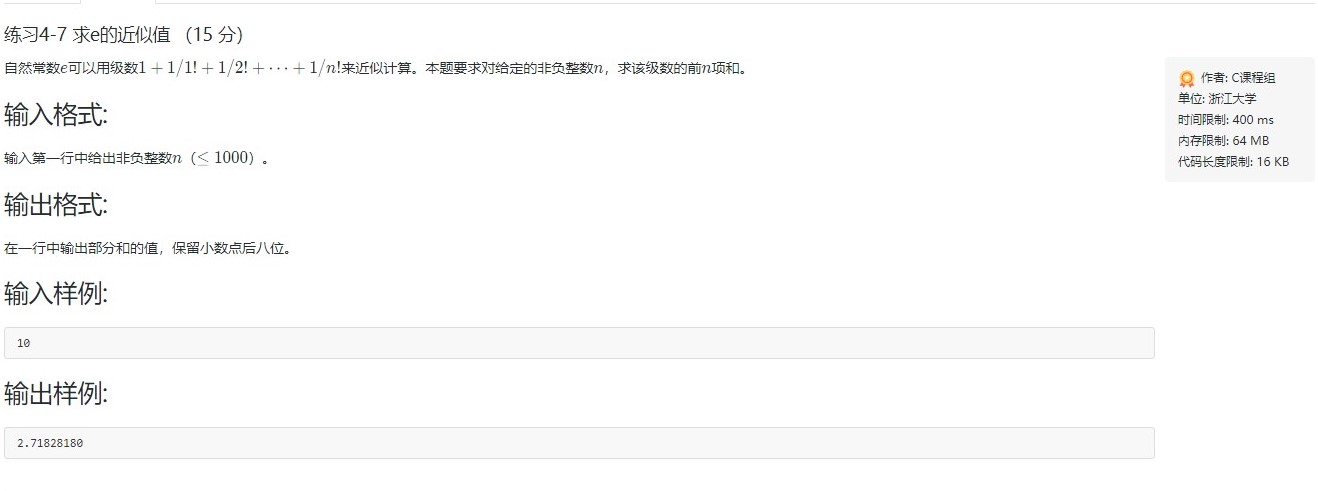 练习4-7 求e的近似值 （15 分）
自然常数e可以用级数1 + 1/1! + 1/2! + ⋯ + 1/n!来近似计算。本题要求对给定的非负整数n，求该级数的前n项和。
作者: C课程组
单位: 浙江大学
时间限制: 400 ms
内存限制: 64 MB
代码长度限制: 16 KB
输入格式:
输入第一行中给出非负整数n（≤ 1000）。
输出格式:
在一行中输出部分和的值，保留小数点后八位。
输入样例:
10
输出样例:
2.71828180